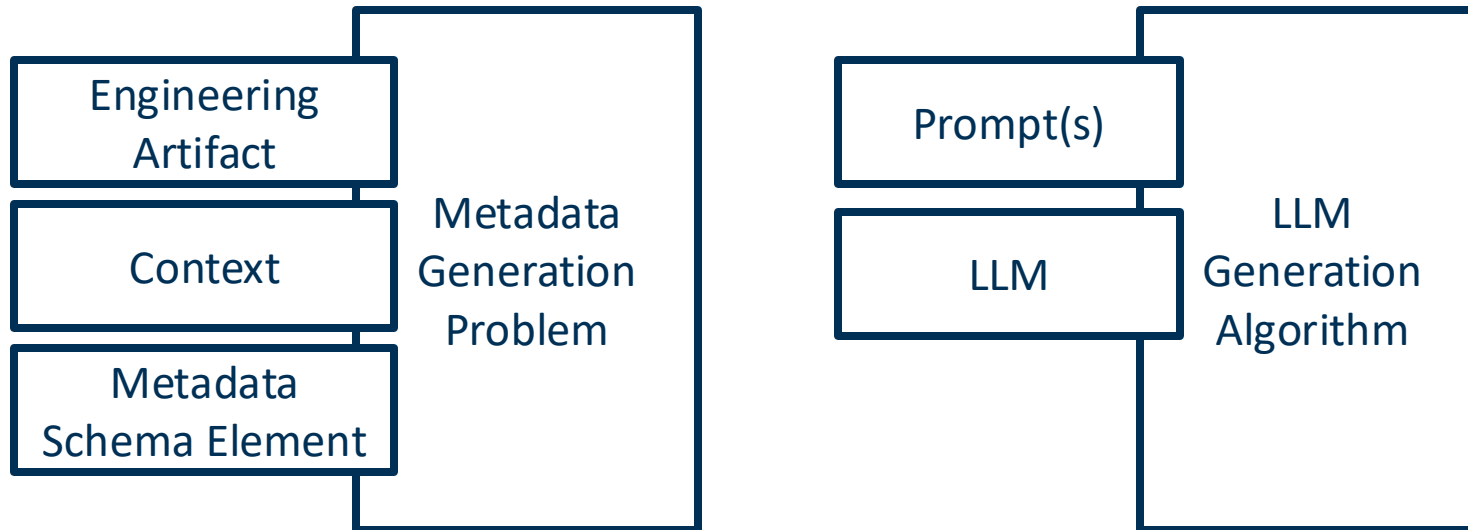 Engineering
Artifact
Context
Metadata
Schema Element
Metadata
Generation
Problem
Prompt(s)
LLM
LLM
Generation
Algorithm